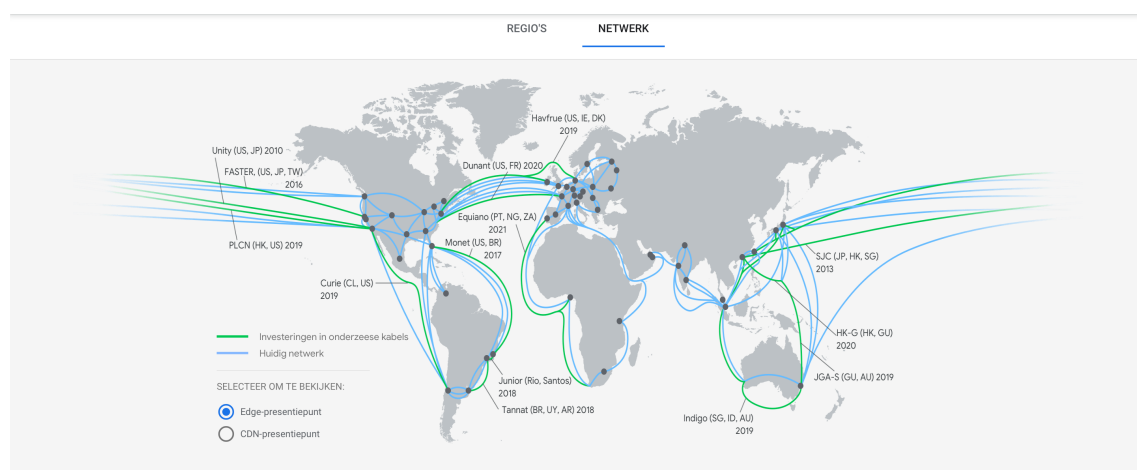 REGIO'S
NETWERK
Havfrue (US, IE, DK)
2019
Unity (US, JP) 2010
FASTER, (US, JP, TW)
2016
Dunant (US, FR) 2020
Equiano (PT, NG, ZA)
2021
PLCN (HK, US) 2019
Monet (US, BR)
2017
SJC (JP, HK, SG)
2013
Curie (CL, US)
2019
HK-G (HK, GU)
2020
Investeringen in onderzeese kabels
Huidig netwerk
JGA-S (GU, AU) 2019
Junior (Rio, Santos)
2018
SELECTEER OM TE BEKIJKEN:
Edge-presentiepunt
Tannat (BR, UY, AR) 2018
Indigo (SG, ID, AU)
2019
CDN-presentiepunt